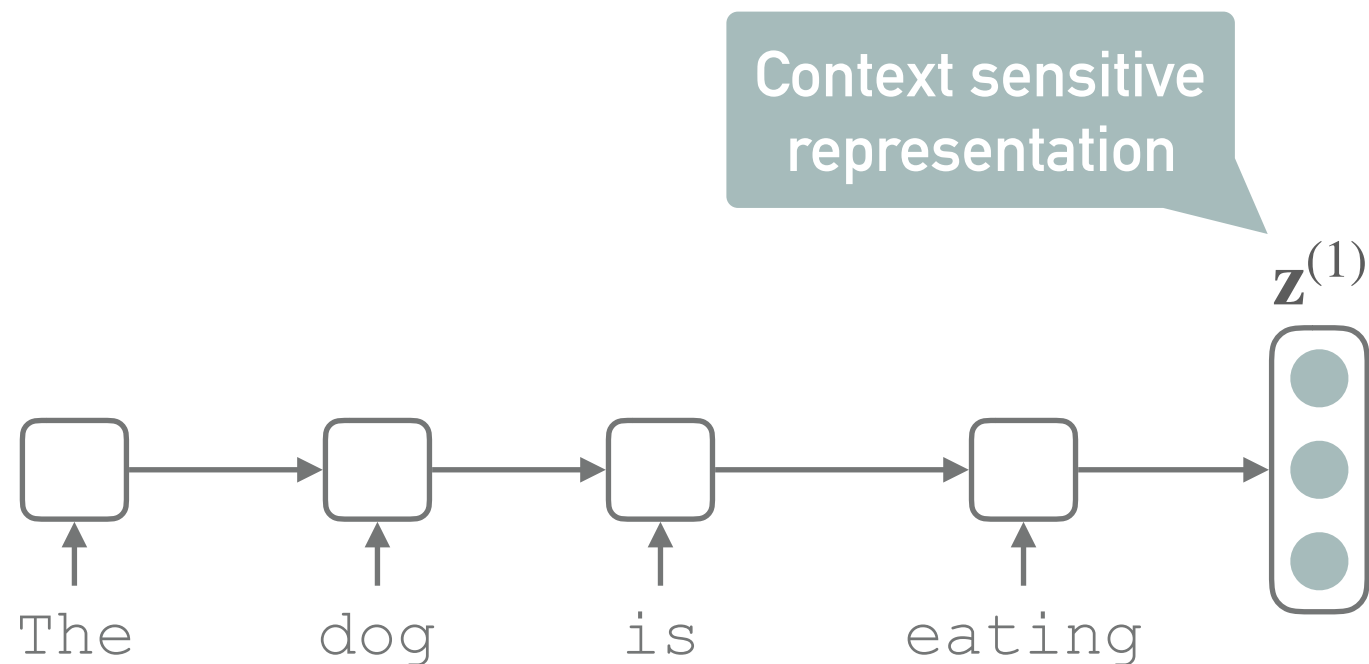 Context sensitive
representation
z⁽¹⁾
The dog is eating